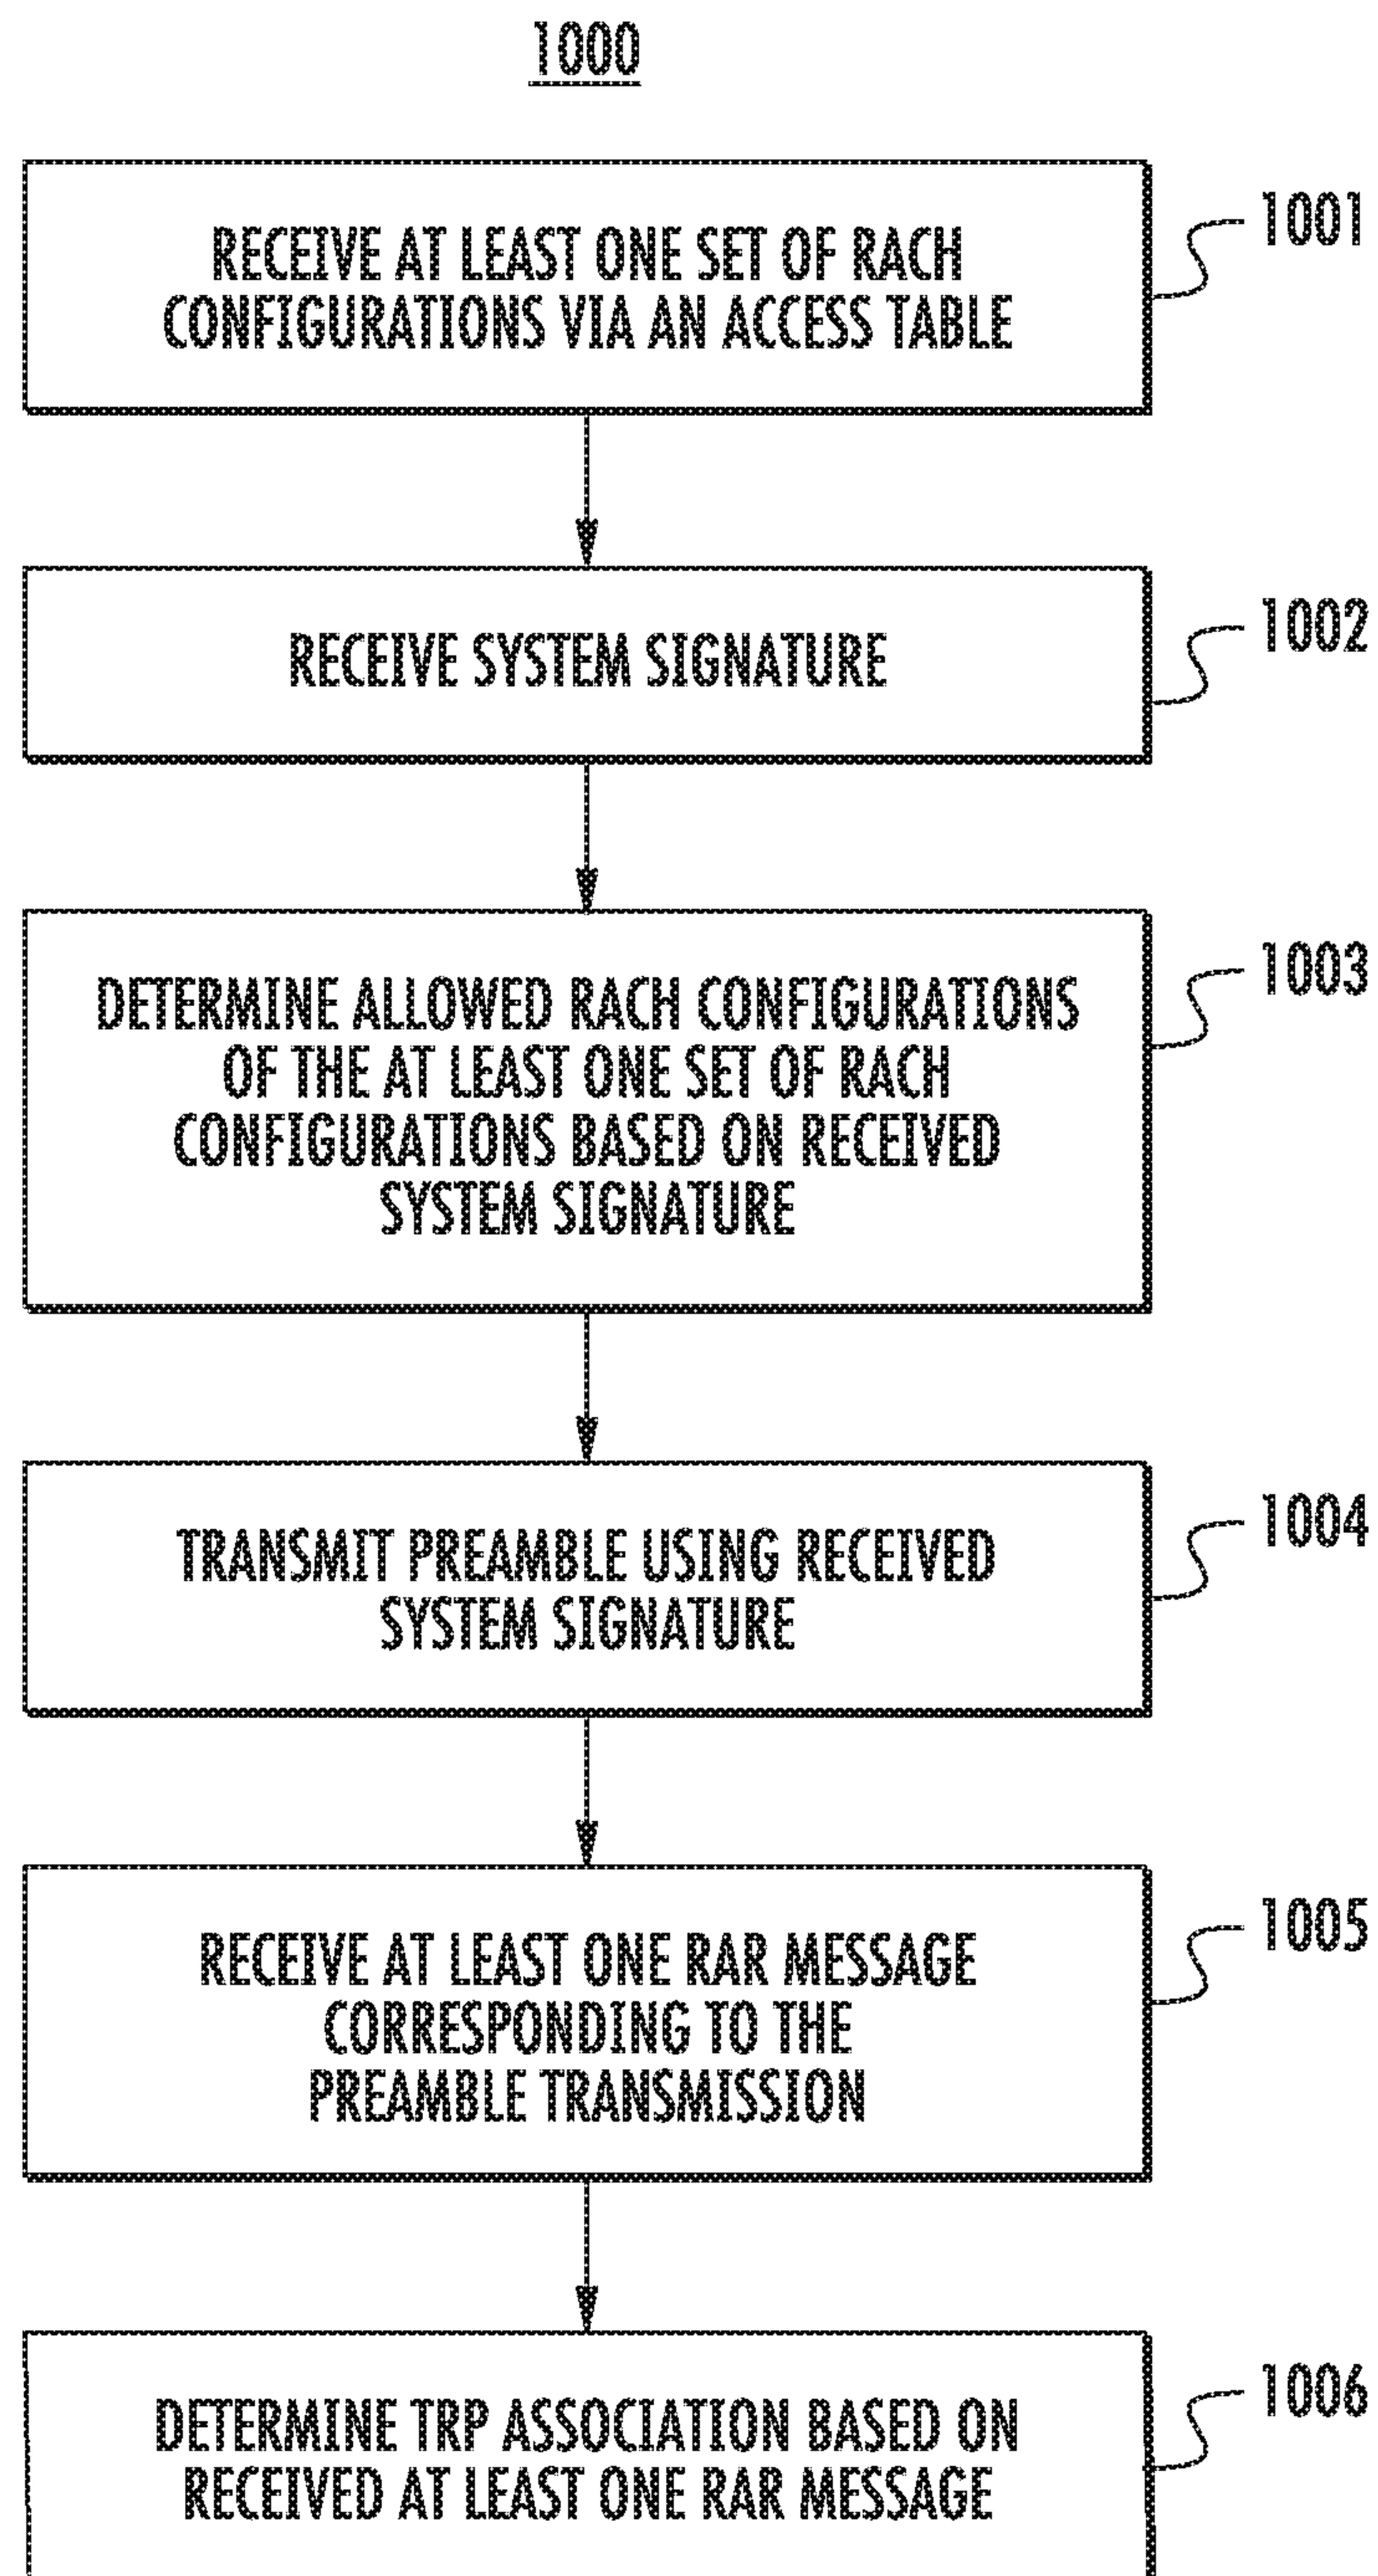 1000
RECEIVE AT LEAST ONE SET OF RACH
CONFIGURATIONS VIA AN ACCESS TABLE
1001
RECEIVE SYSTEM SIGNATURE
1002
DETERMINE ALLOWED RACH CONFIGURATIONS
OF THE AT LEAST ONE SET OF RACH
CONFIGURATIONS BASED ON RECEIVED
SYSTEM SIGNATURE
1003
TRANSMIT PREAMBLE USING RECEIVED
SYSTEM SIGNATURE
1004
RECEIVE AT LEAST ONE RAR MESSAGE
CORRESPONDING TO THE
PREAMBLE TRANSMISSION
1005
DETERMINE TRP ASSOCIATION BASED ON
RECEIVED AT LEAST ONE RAR MESSAGE
1006